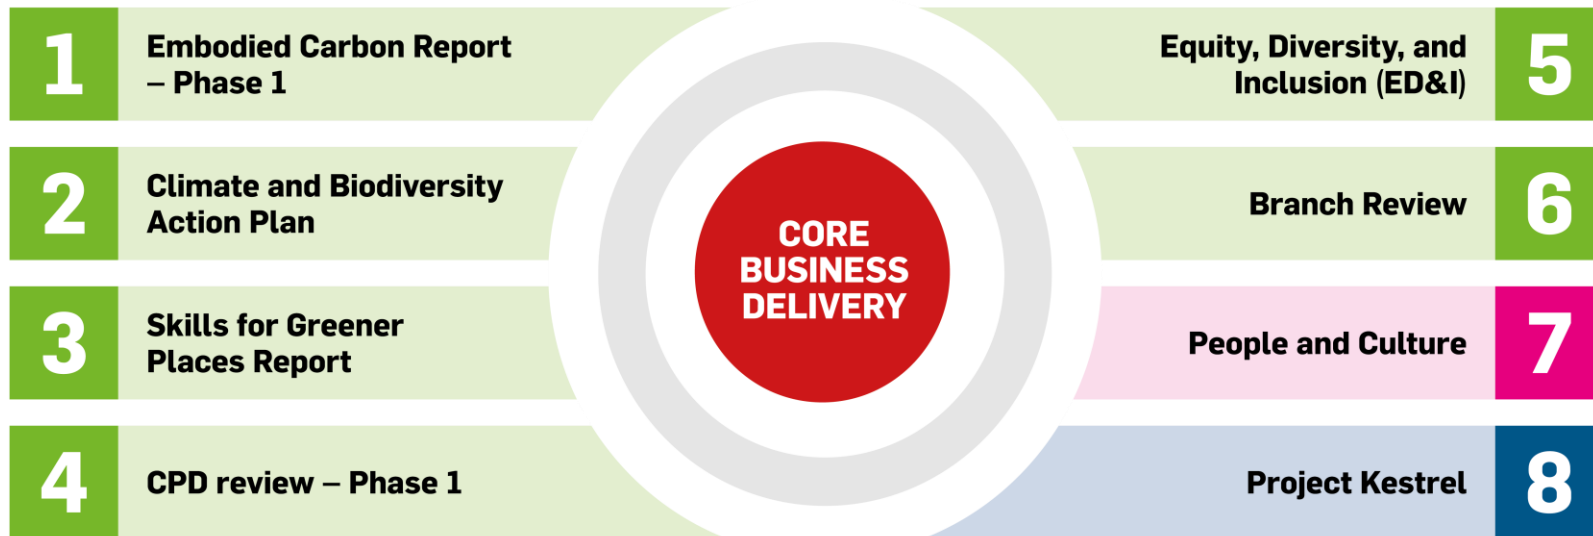 1
Embodied Carbon Report
– Phase 1
2
Climate and Biodiversity
Action Plan
3
Skills for Greener
Places Report
4
CPD review – Phase 1
CORE
BUSINESS
DELIVERY
Equity, Diversity, and
Inclusion (ED&I)
5
Branch Review
6
People and Culture
7
Project Kestrel
8